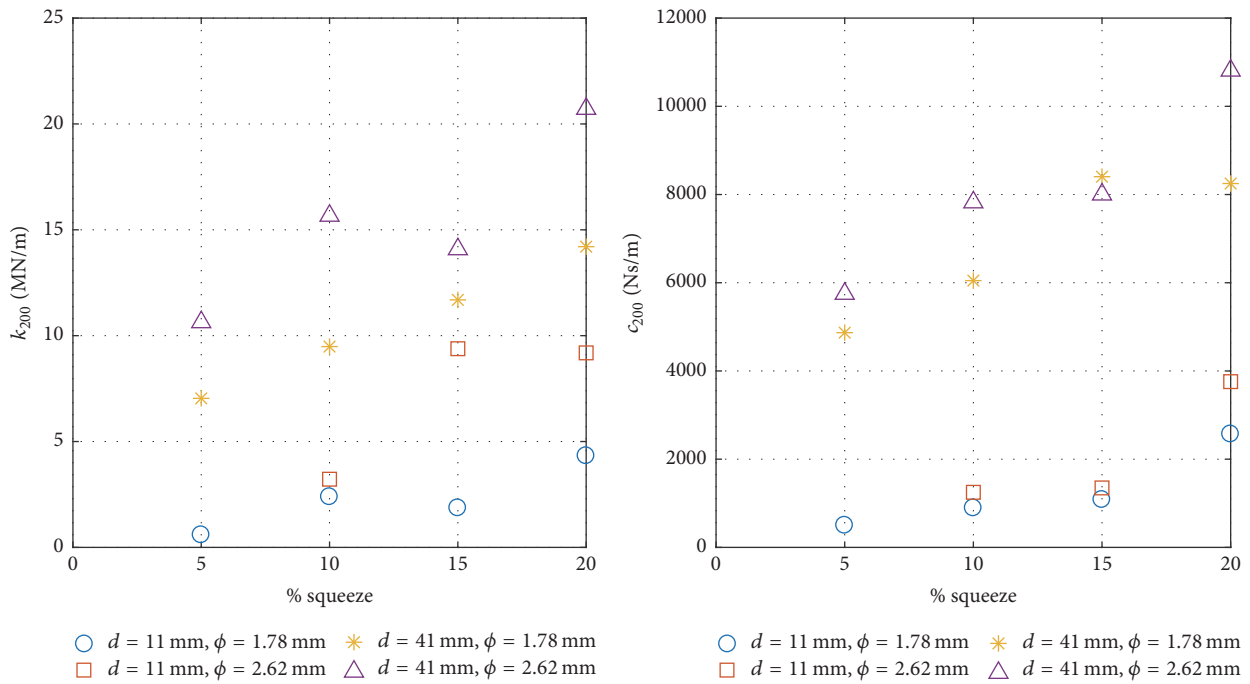 25
20
15
10
5
0
k200 (MN/m)
0 5 10 15 20
% squeeze
d = 11 mm, ϕ = 1.78 mm
d = 41 mm, ϕ = 1.78 mm
d = 11 mm, ϕ = 2.62 mm
d = 41 mm, ϕ = 2.62 mm
12000
10000
8000
6000
4000
2000
0
c200 (Ns/m)
0 5 10 15 20
% squeeze
d = 11 mm, ϕ = 1.78 mm
d = 41 mm, ϕ = 1.78 mm
d = 11 mm, ϕ = 2.62 mm
d = 41 mm, ϕ = 2.62 mm